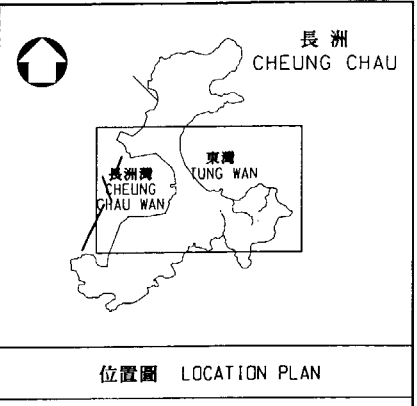 長洲
CHEUNG CHAU
長洲灣
CHEUNG
CHAU WAN
東灣
TUNG WAN
位置圖 LOCATION PLAN